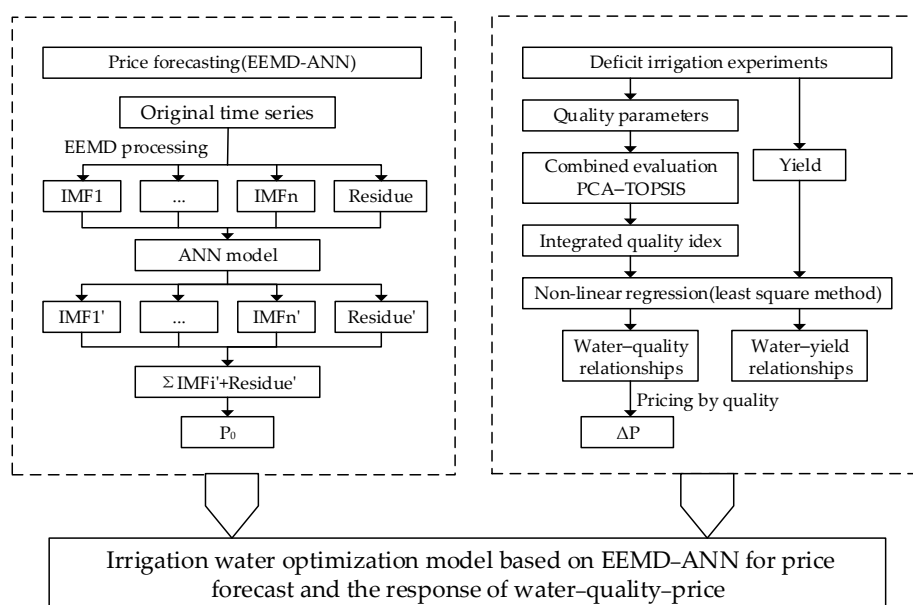 Price forecasting(EEMD-ANN)
Original time series
EEMD processing
IMF1
...
IMFn
Residue
ANN model
IMF1'
...
IMFn'
Residue'
ΣIMFi'+Residue'
P₀
Deficit irrigation experiments
Quality parameters
Combined evaluation
PCA–TOPSIS
Yield
Integrated quality idex
Non-linear regression(least square method)
Water–quality
relationships
Water–yield
relationships
Pricing by quality
ΔP
Irrigation water optimization model based on EEMD–ANN for price
forecast and the response of water–quality–price